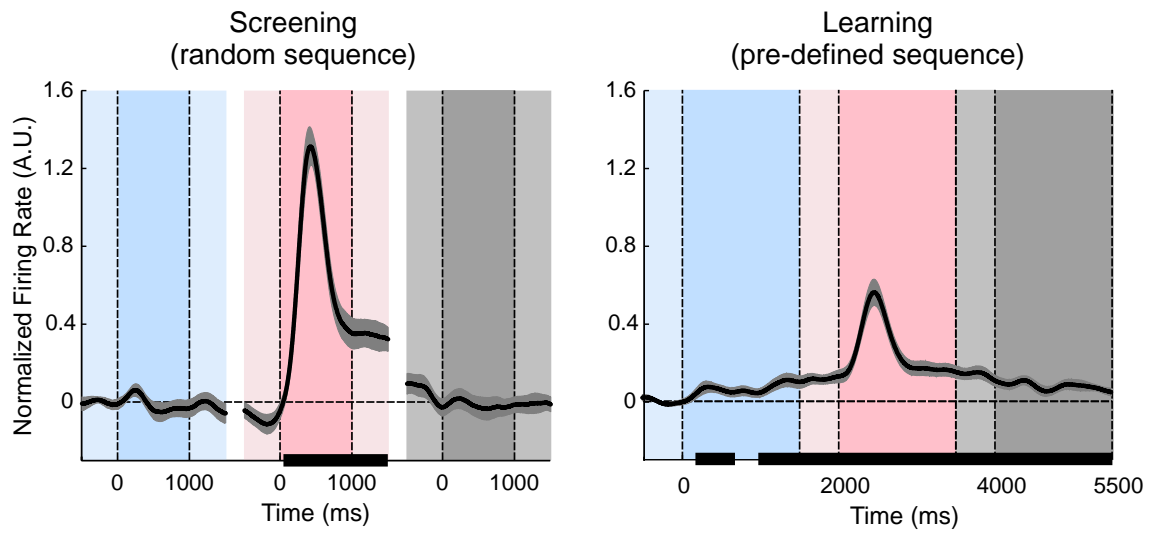 Screening
(random sequence)
Learning
(pre-defined sequence)
Normalized Firing Rate (A.U.)
1.6
1.2
0.8
0.4
0
0 1000 0 1000 0 1000
Time (ms)
1.6
1.2
0.8
0.4
0
0 2000 4000 5500
Time (ms)